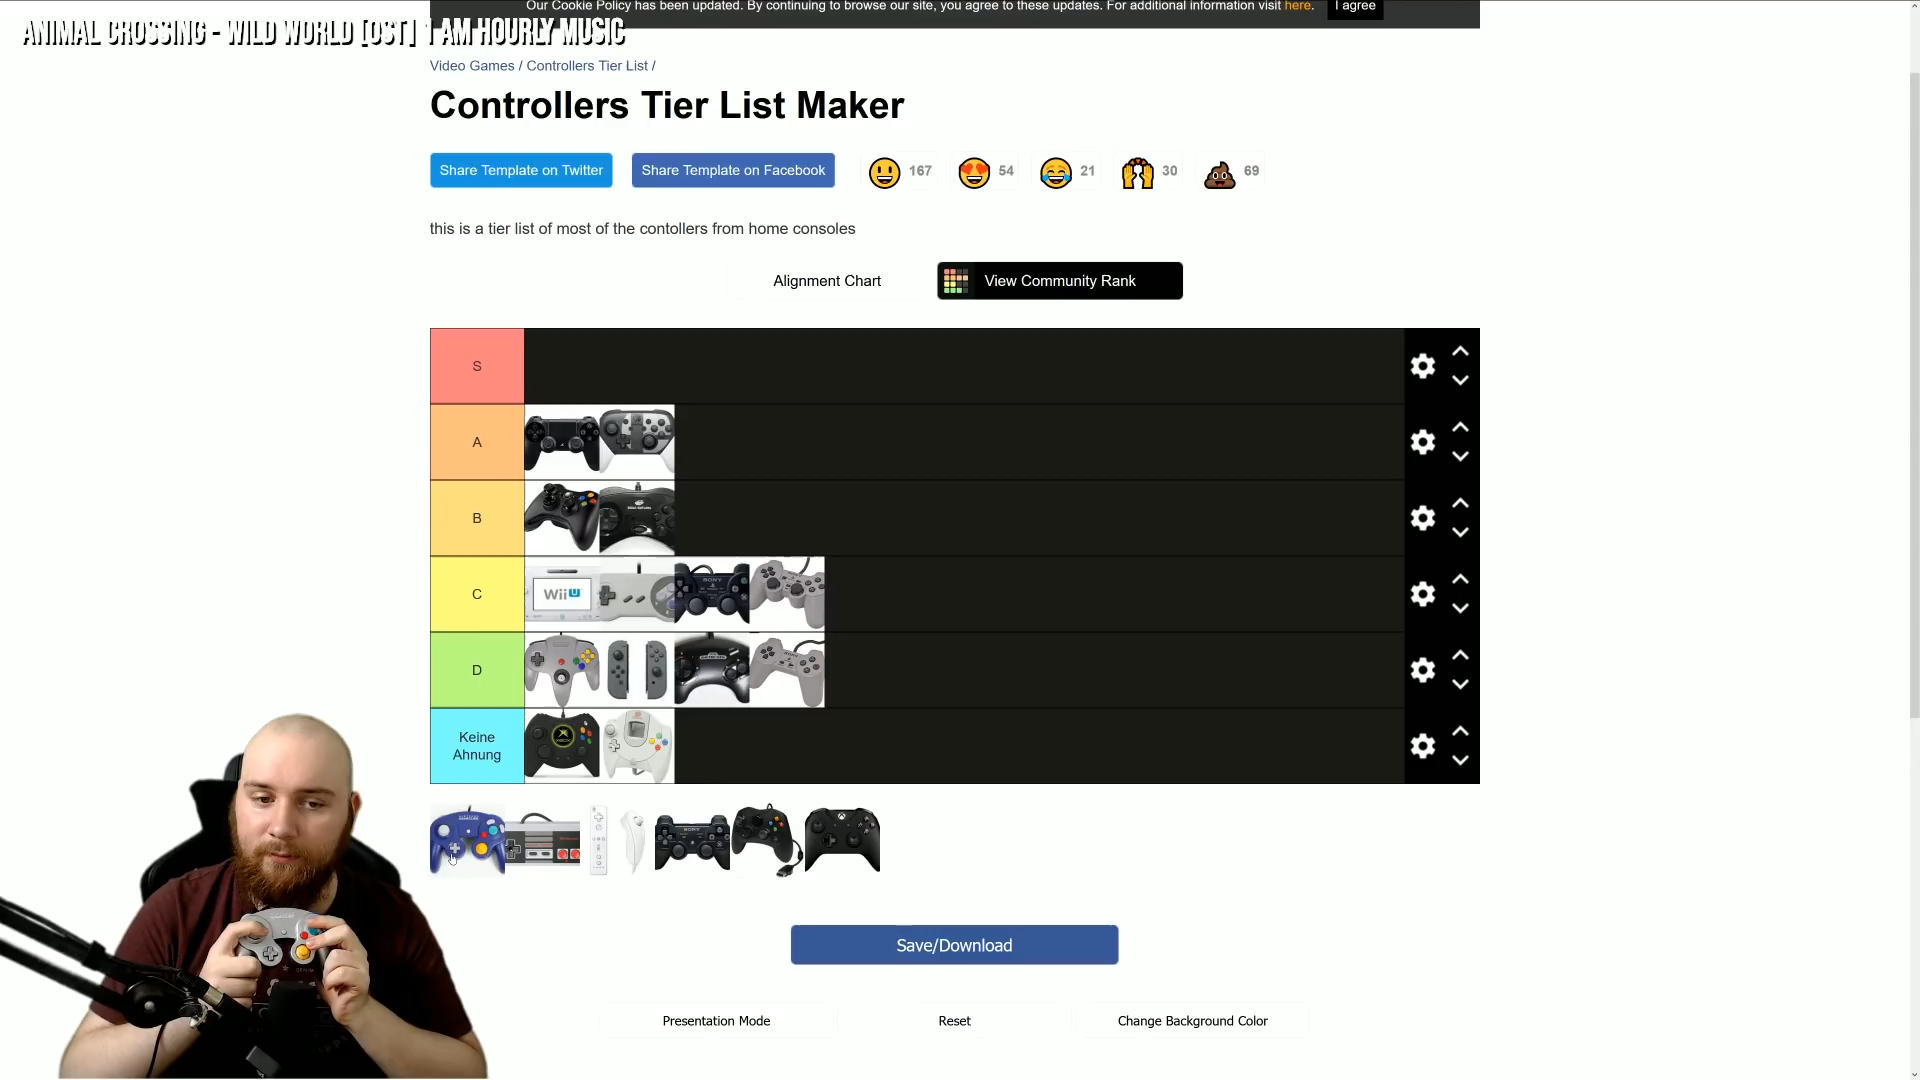 Our Cookie Policy has been updated. By continuing to browse our site, you agree to these updates. For additional information visit here.
I agree
ANIMAL CROSSING - WILD WORLD [OST] 1 AM HOURLY MUSIC
Video Games / Controllers Tier List /
Controllers Tier List Maker
Share Template on Twitter
Share Template on Facebook
167
54
21
30
69
this is a tier list of most of the contollers from home consoles
Alignment Chart
View Community Rank
S
A
B
C
WiiU
SONY
D
Keine
Ahnung
Save/Download
Presentation Mode
Reset
Change Background Color